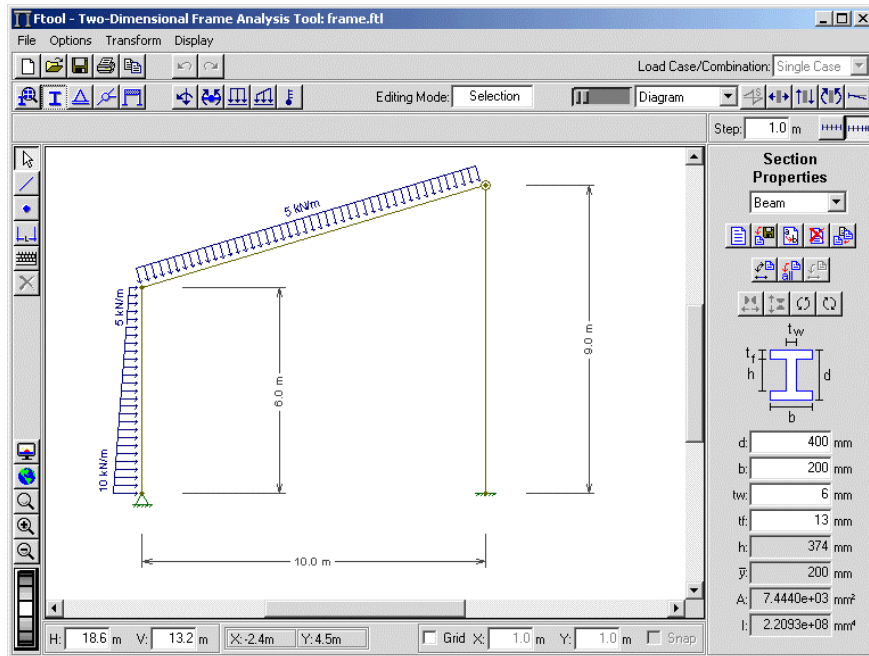 Ftool - Two-Dimensional Frame Analysis Tool: frame.ftl
File Options Transform Display
Load Case/Combination: Single Case
Editing Mode: Selection Diagram
Step: 1.0 m
Section
Properties
Beam
5 kN/m
5 kN/m
10 kN/m
6.0 m
9.0 m
10.0 m
all
tw
tf
h
d
b
d: 400 mm
b: 200 mm
tw: 6 mm
tf: 13 mm
h: 374 mm
y: 200 mm
A: 7.4440e+03 mm²
I: 2.2093e+08 mm⁴
H: 18.6 m V: 13.2 m X:-2.4m Y: 4.5m Grid X: 1.0 m Y: 1.0 m Snap